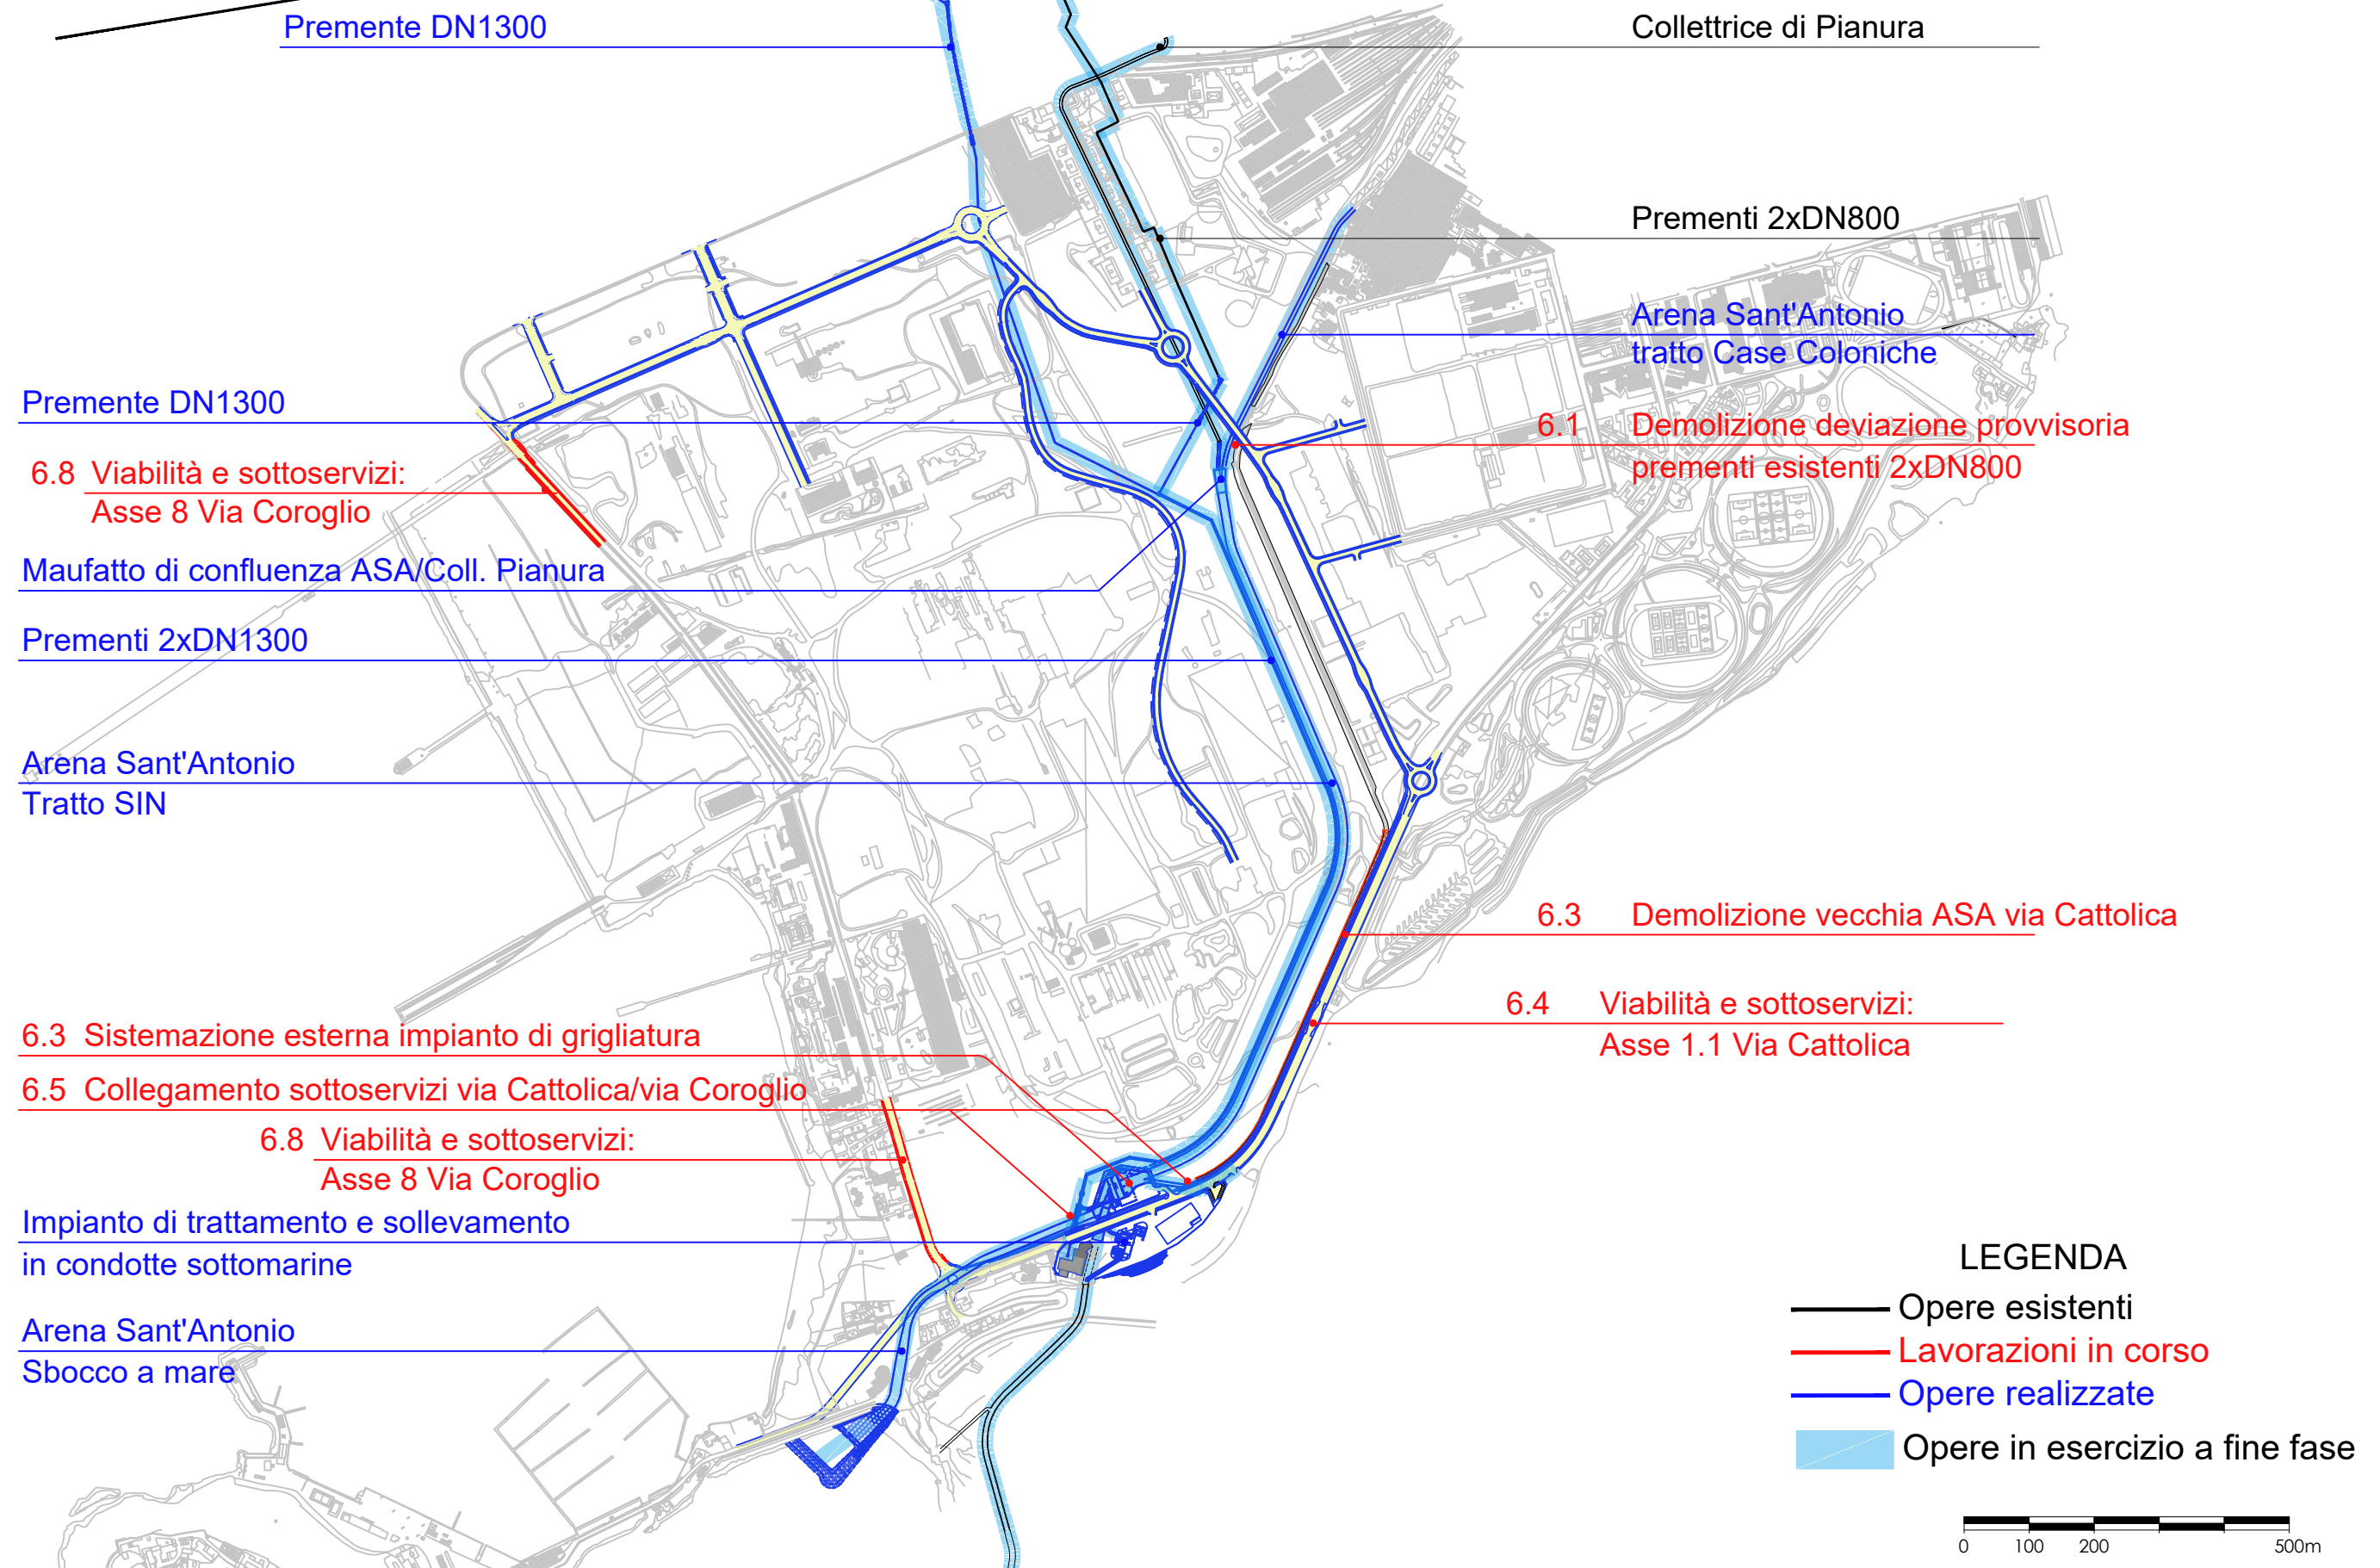 Premente DN1300
Collettrice di Pianura
Prementi 2xDN800
Arena Sant'Antonio
tratto Case Coloniche
Premente DN1300
6.1 Demolizione deviazione provvisoria
prementi esistenti 2xDN800
6.8 Viabilità e sottoservizi:
Asse 8 Via Coroglio
Maufatto di confluenza ASA/Coll. Pianura
Prementi 2xDN1300
Arena Sant'Antonio
Tratto SIN
6.3 Demolizione vecchia ASA via Cattolica
6.4 Viabilità e sottoservizi:
Asse 1.1 Via Cattolica
6.3 Sistemazione esterna impianto di grigliatura
6.5 Collegamento sottoservizi via Cattolica/via Coroglio
6.8 Viabilità e sottoservizi:
Asse 8 Via Coroglio
Impianto di trattamento e sollevamento
in condotte sottomarine
Arena Sant'Antonio
Sbocco a mare
LEGENDA
Opere esistenti
Lavorazioni in corso
Opere realizzate
Opere in esercizio a fine fase
0 100 200 500m